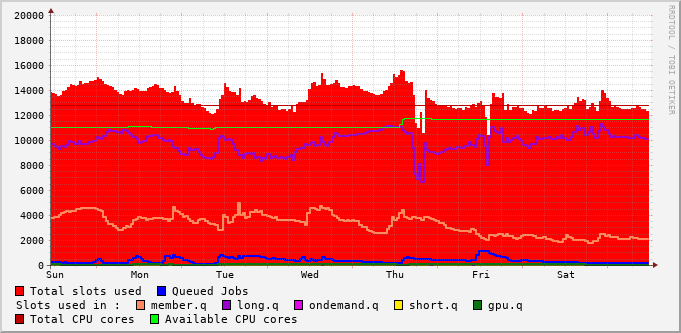 20000
18000
16000
14000
12000
10000
8000
6000
4000
2000
0
Sun Mon Tue Wed Thu Fri Sat
RRDTOOL / TOBI OETIKER
Total slots used Queued Jobs
Slots used in : member.q long.q ondemand.q short.q gpu.q
Total CPU cores Available CPU cores